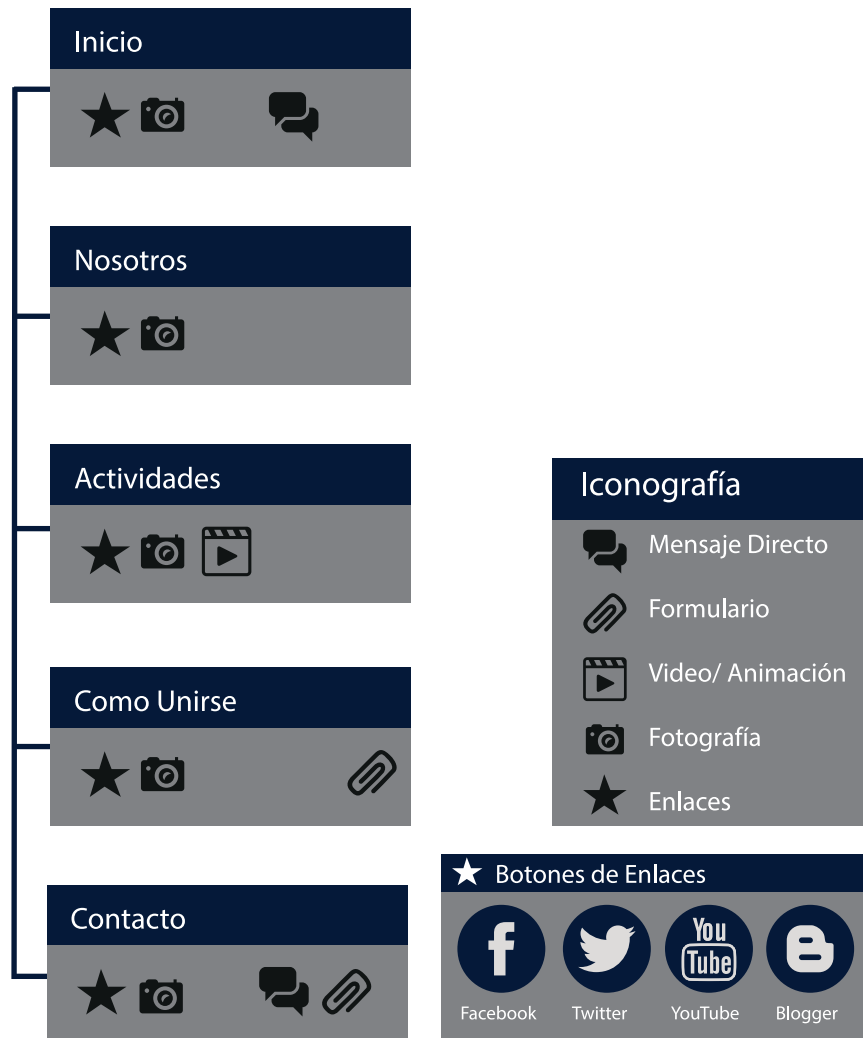 Inicio
Nosotros
Actividades
Como Unirse
Contacto
Iconografía
Mensaje Directo
Formulario
Video/ Animación
Fotografía
Enlaces
Botones de Enlaces
f
You
Tube
B
Facebook
Twitter
YouTube
Blogger